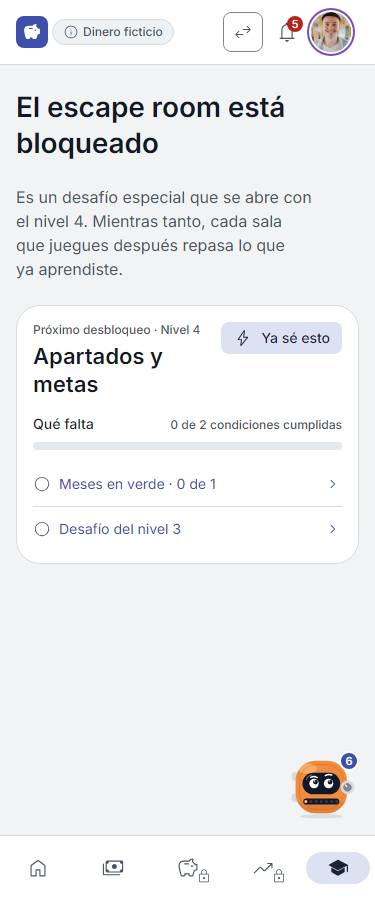 Dinero ficticio
5
El escape room está
bloqueado
Es un desafío especial que se abre con
el nivel 4. Mientras tanto, cada sala
que juegues después repasa lo que
ya aprendiste.
Próximo desbloqueo · Nivel 4
Ya sé esto
Apartados y
metas
Qué falta
0 de 2 condiciones cumplidas
Meses en verde · 0 de 1
Desafío del nivel 3
6